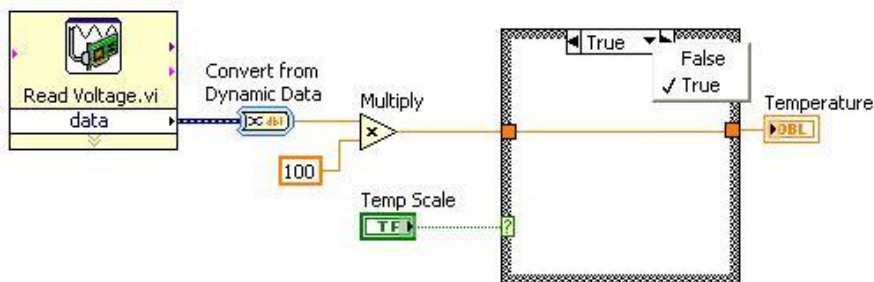 Read Voltage.vi
data
Convert from
Dynamic Data
dbl
Multiply
x
100
Temp Scale
TF
?
True
False
✓ True
Temperature
DBL